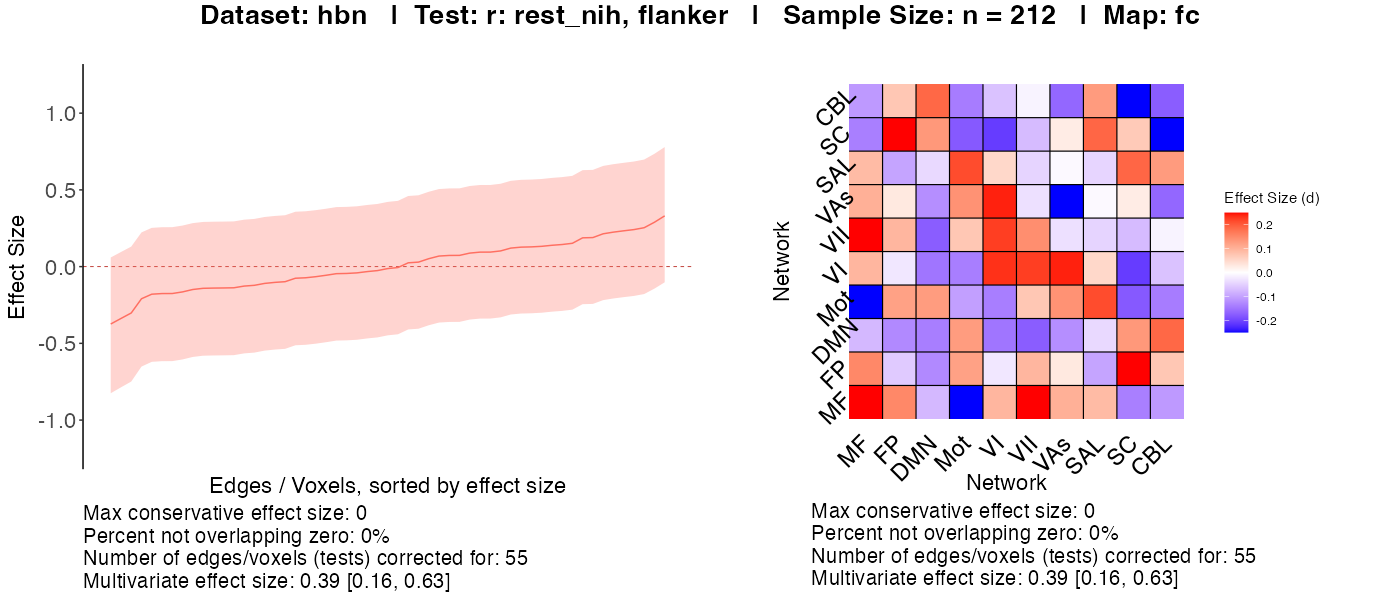 Dataset: hbn | Test: r: rest_nih, flanker | Sample Size: n = 212 | Map: fc
Effect Size
1.0
0.5
0.0
-0.5
-1.0
Edges / Voxels, sorted by effect size
Max conservative effect size: 0
Percent not overlapping zero: 0%
Number of edges/voxels (tests) corrected for: 55
Multivariate effect size: 0.39 [0.16, 0.63]
Network
CBL
SC
SAL
VAs
VII
VI
Mot
DMN
FP
MF
MF
FP
DMN
Mot
VI
VII
VAs
SAL
SC
CBL
Network
Effect Size (d)
0.2
0.1
0.0
-0.1
-0.2
Max conservative effect size: 0
Percent not overlapping zero: 0%
Number of edges/voxels (tests) corrected for: 55
Multivariate effect size: 0.39 [0.16, 0.63]